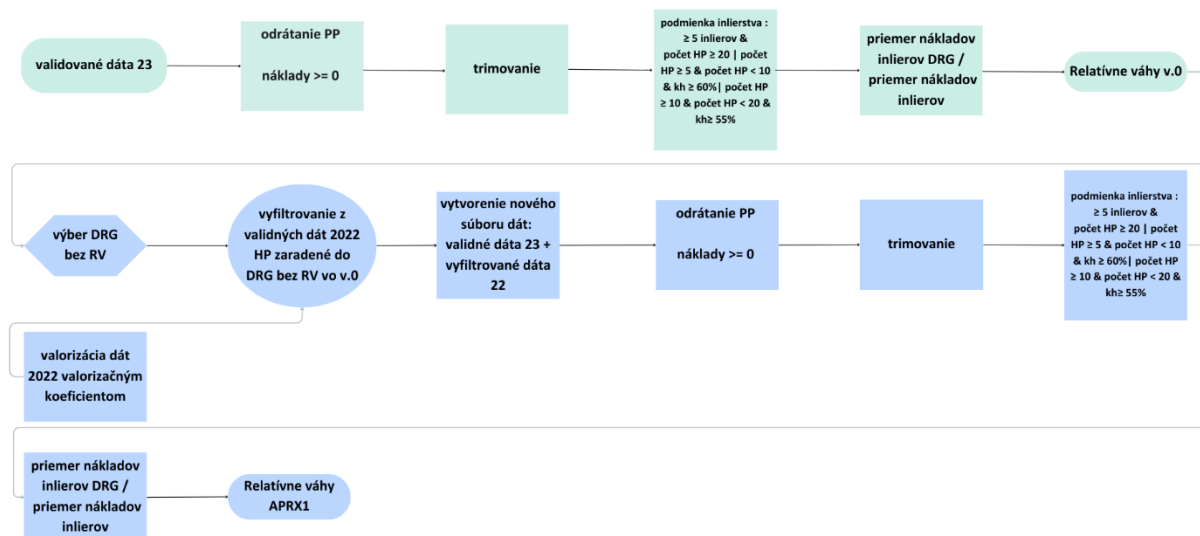 validované dáta 23
odrátanie PP
náklady >= 0
trimovanie
podmienka inlierstva :
≥ 5 inlierov &
počet HP ≥ 20 | počet
HP ≥ 5 & počet HP < 10
& kh ≥ 60%| počet HP
≥ 10 & počet HP < 20 &
kh≥ 55%
priemer nákladov
inlierov DRG /
priemer nákladov
inlierov
Relatívne váhy v.0
výber DRG
bez RV
vyfiltrovanie z
validných dát 2022
HP zaradené do
DRG bez RV vo v.0
vytvorenie nového
súboru dát:
validné dáta 23 +
vyfiltrované dáta
22
odrátanie PP
náklady >= 0
trimovanie
podmienka inlierstva :
≥ 5 inlierov &
počet HP ≥ 20 | počet
HP ≥ 5 & počet HP < 10
& kh ≥ 60%| počet HP
≥ 10 & počet HP < 20 &
kh≥ 55%
valorizácia dát
2022 valorizačným
koeficientom
priemer nákladov
inlierov DRG /
priemer nákladov
inlierov
Relatívne váhy
APRX1